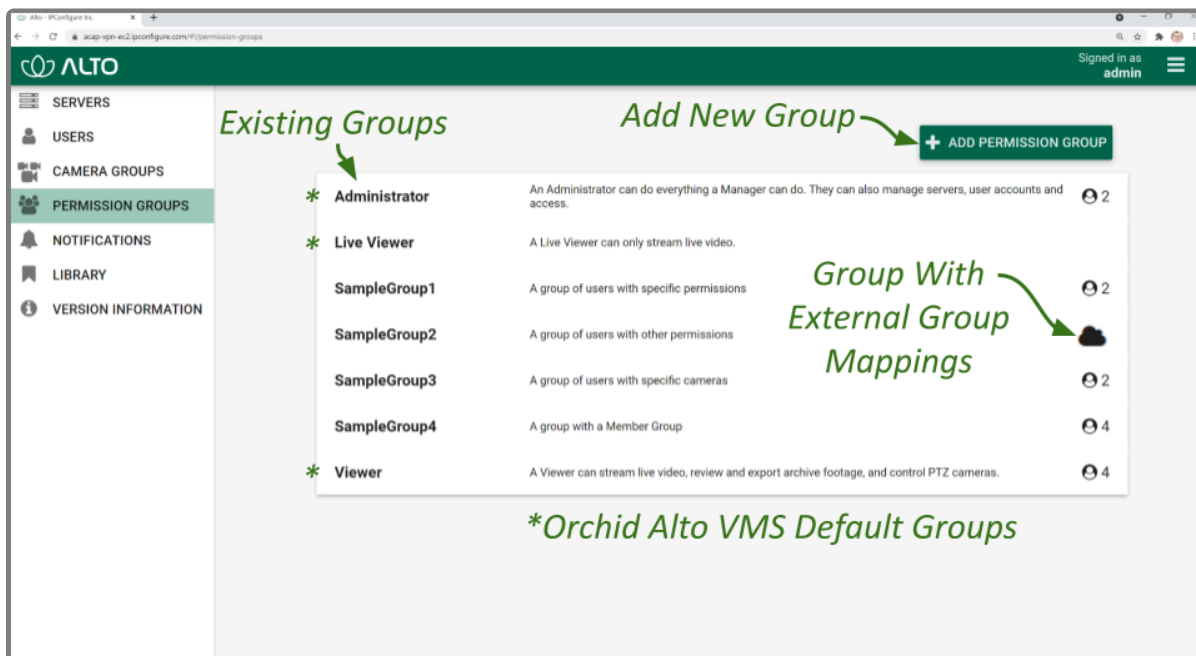 Alto - IPConfigure Inc.
acap-vpn-ec2.ipconfigure.com/#!/permission-groups
ALTO
Signed in as
admin
SERVERS
USERS
CAMERA GROUPS
PERMISSION GROUPS
NOTIFICATIONS
LIBRARY
VERSION INFORMATION
Existing Groups
Add New Group
+ ADD PERMISSION GROUP
* Administrator An Administrator can do everything a Manager can do. They can also manage servers, user accounts and 2
access.
* Live Viewer A Live Viewer can only stream live video.
SampleGroup1 A group of users with specific permissions 2
SampleGroup2 A group of users with other permissions
Group With
External Group
Mappings
SampleGroup3 A group of users with specific cameras 2
SampleGroup4 A group with a Member Group 4
* Viewer A Viewer can stream live video, review and export archive footage, and control PTZ cameras. 4
*Orchid Alto VMS Default Groups